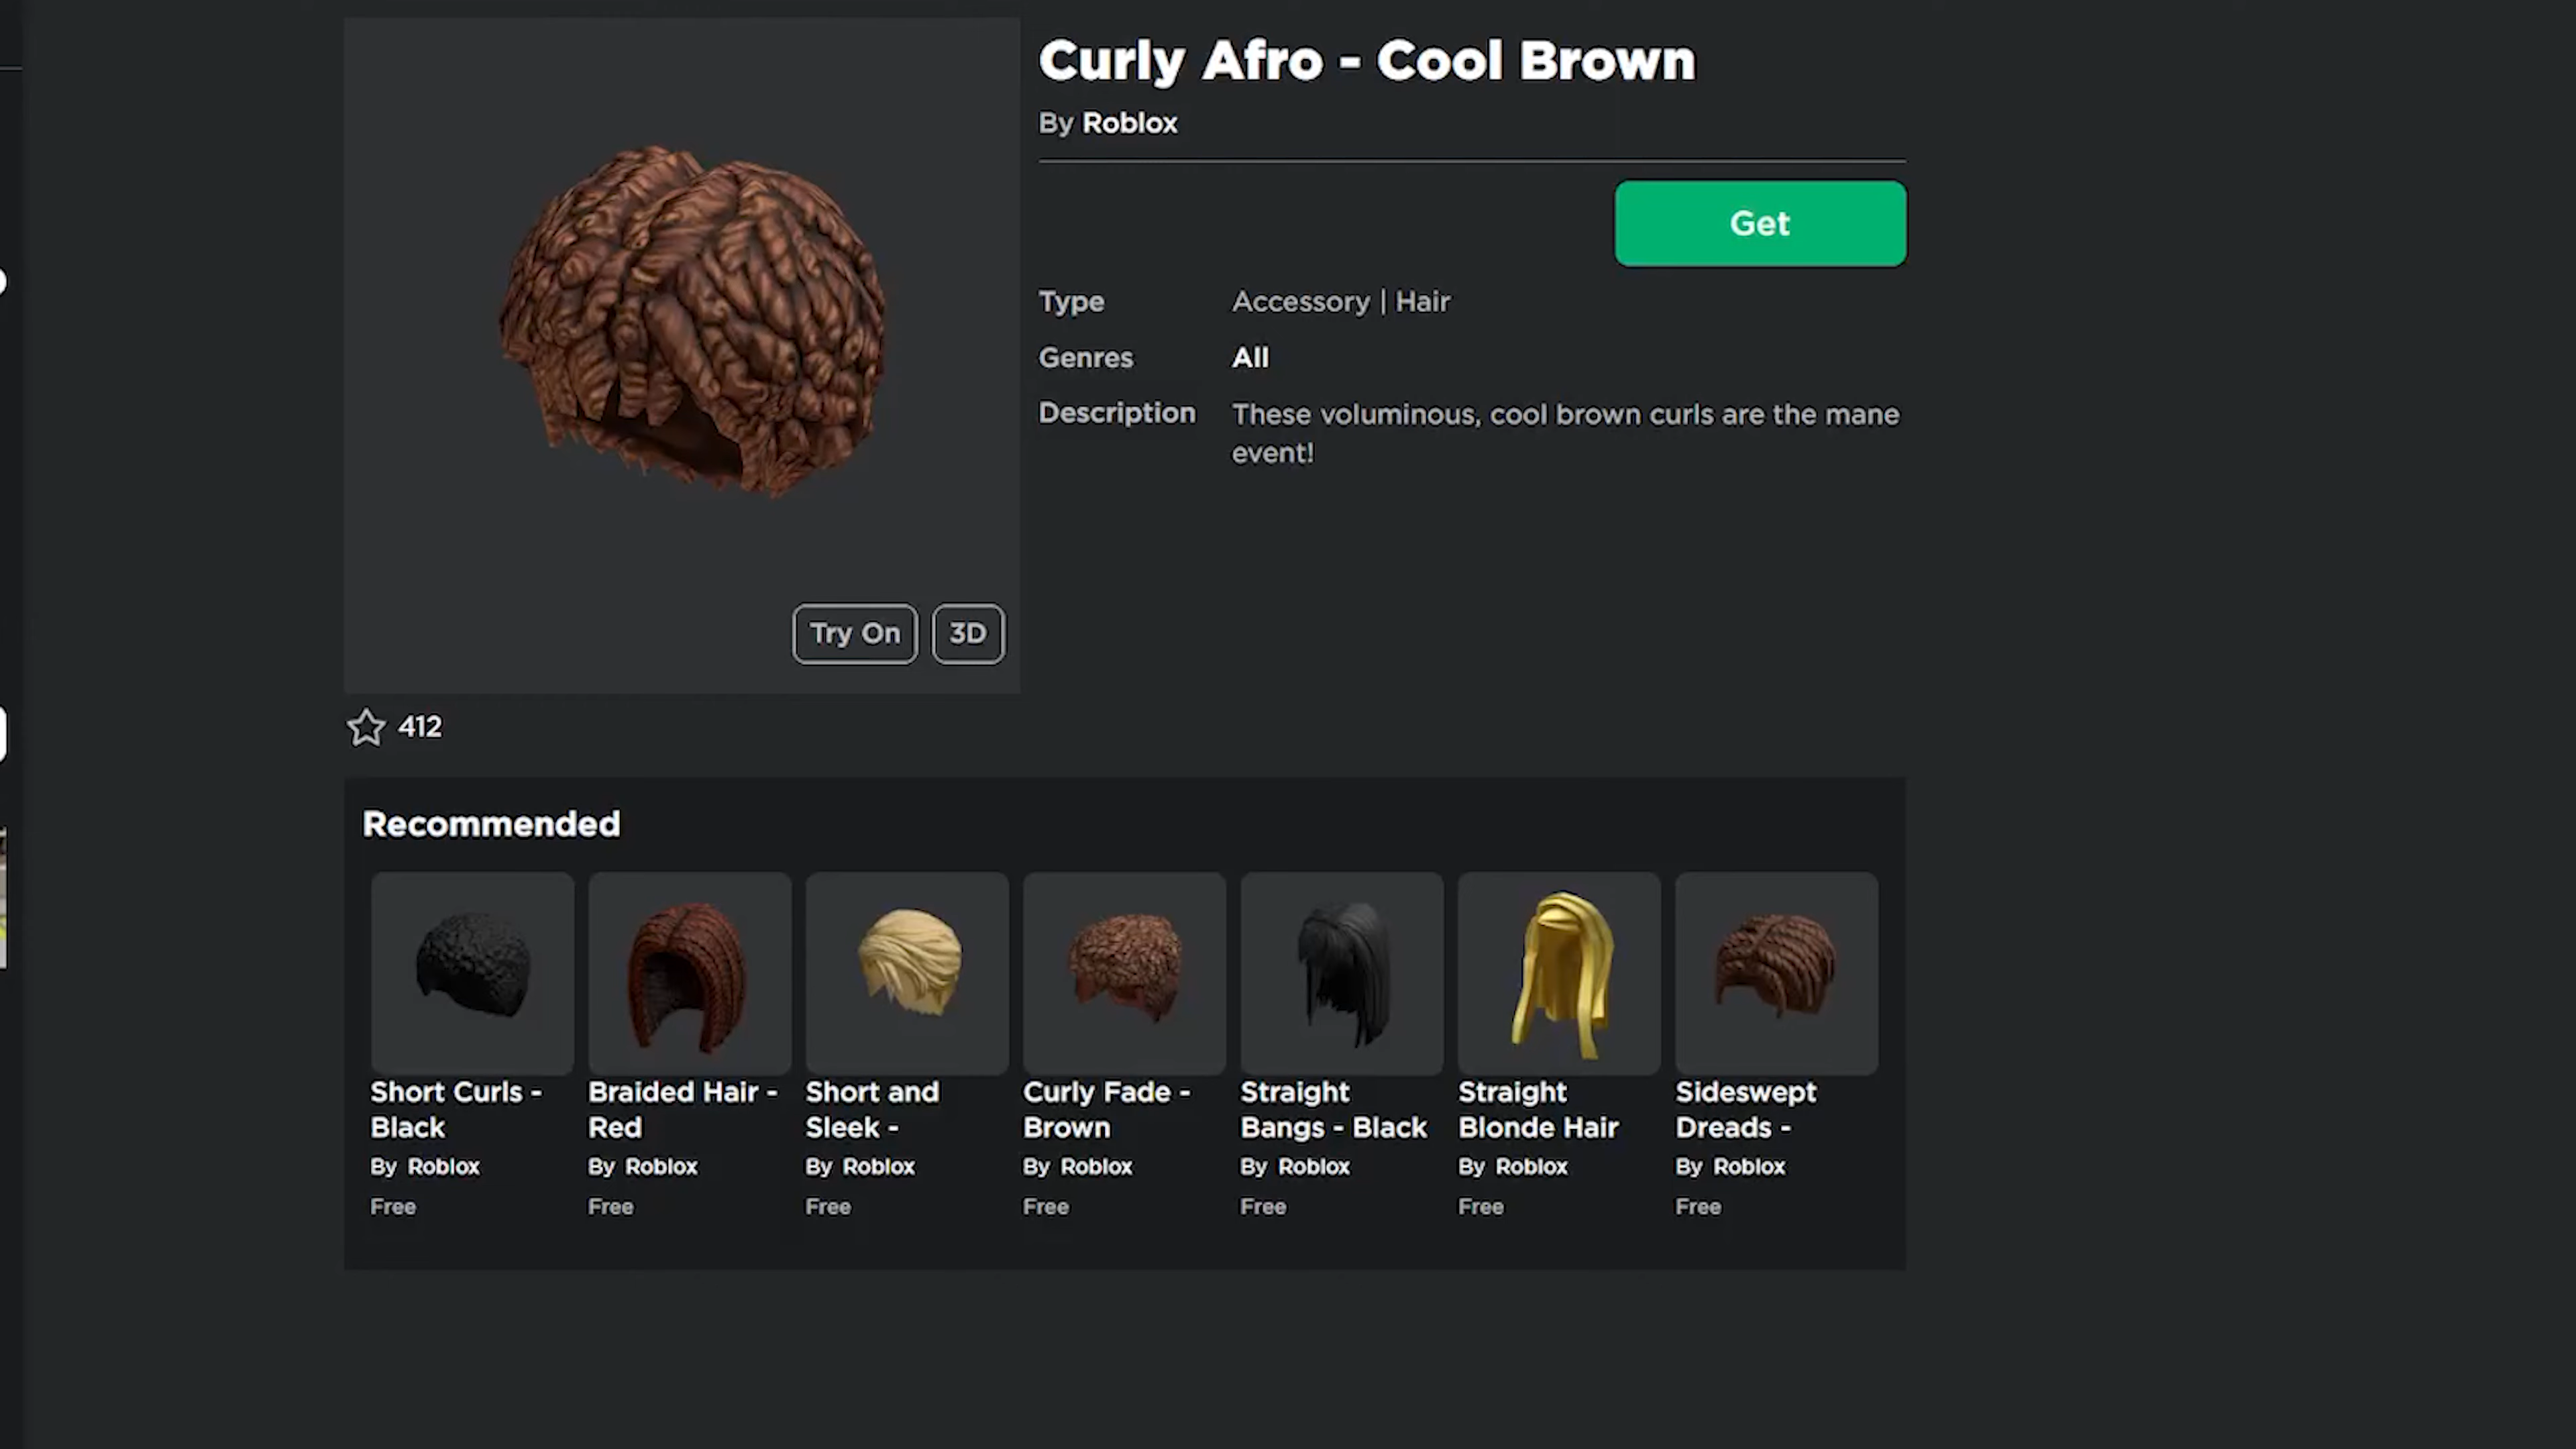 Curly Afro - Cool Brown
By Roblox
Get
Type Accessory | Hair
Genres All
Description These voluminous, cool brown curls are the mane
event!
Try On 3D
412
Recommended
Short Curls -
Black
By Roblox
Free
Braided Hair -
Red
By Roblox
Free
Short and
Sleek -
By Roblox
Free
Curly Fade -
Brown
By Roblox
Free
Straight
Bangs - Black
By Roblox
Free
Straight
Blonde Hair
By Roblox
Free
Sideswept
Dreads -
By Roblox
Free